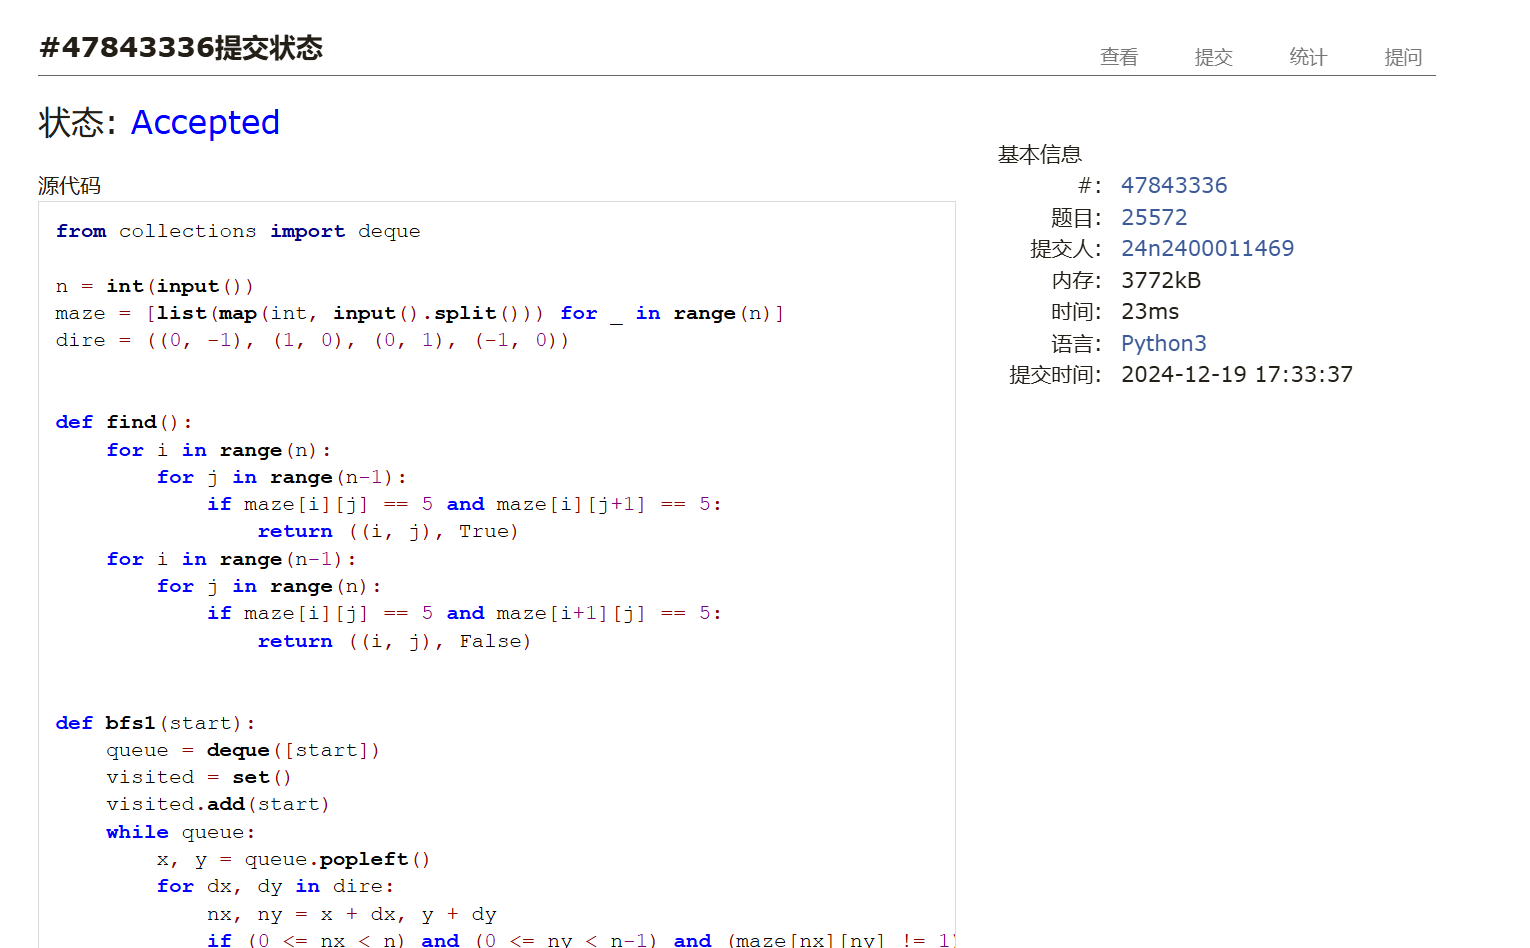 #47843336提交状态
查看 提交 统计 提问
状态: Accepted
源代码
from collections import deque
n = int(input())
maze = [list(map(int, input().split())) for _ in range(n)]
dire = ((0, -1), (1, 0), (0, 1), (-1, 0))
def find():
    for i in range(n):
        for j in range(n-1):
            if maze[i][j] == 5 and maze[i][j+1] == 5:
                return ((i, j), True)
    for i in range(n-1):
        for j in range(n):
            if maze[i][j] == 5 and maze[i+1][j] == 5:
                return ((i, j), False)
def bfs1(start):
    queue = deque([start])
    visited = set()
    visited.add(start)
    while queue:
        x, y = queue.popleft()
        for dx, dy in dire:
            nx, ny = x + dx, y + dy
            if (0 <= nx < n) and (0 <= ny < n-1) and (maze[nx][ny] != 1)
基本信息
#: 47843336
题目: 25572
提交人: 24n2400011469
内存: 3772kB
时间: 23ms
语言: Python3
提交时间: 2024-12-19 17:33:37